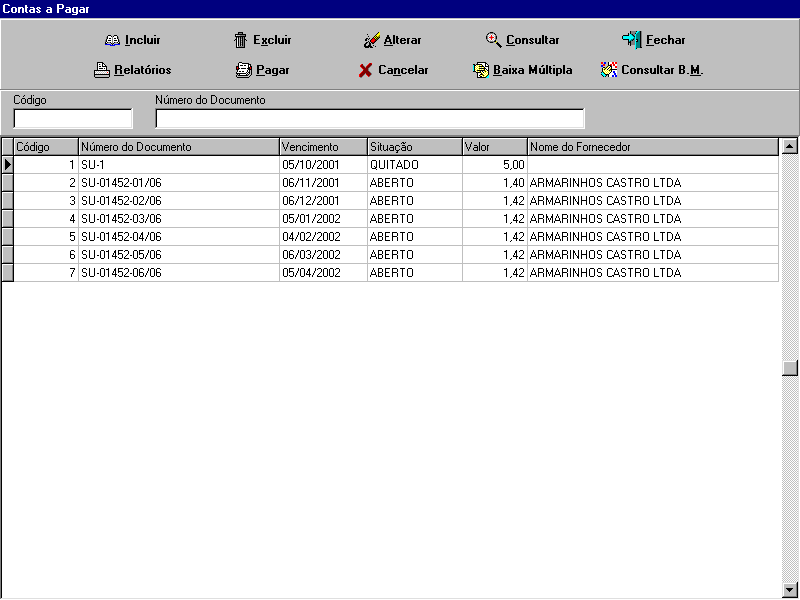 Contas a Pagar
Incluir Excluir Alterar Consultar Fechar
Relatórios Pagar Cancelar Baixa Múltipla Consultar B.M.
Código Número do Documento
Código Número do Documento Vencimento Situação Valor Nome do Fornecedor
1 SU-1 05/10/2001 QUITADO 5,00
2 SU-01452-01/06 06/11/2001 ABERTO 1,40 ARMARINHOS CASTRO LTDA
3 SU-01452-02/06 06/12/2001 ABERTO 1,42 ARMARINHOS CASTRO LTDA
4 SU-01452-03/06 05/01/2002 ABERTO 1,42 ARMARINHOS CASTRO LTDA
5 SU-01452-04/06 04/02/2002 ABERTO 1,42 ARMARINHOS CASTRO LTDA
6 SU-01452-05/06 06/03/2002 ABERTO 1,42 ARMARINHOS CASTRO LTDA
7 SU-01452-06/06 05/04/2002 ABERTO 1,42 ARMARINHOS CASTRO LTDA